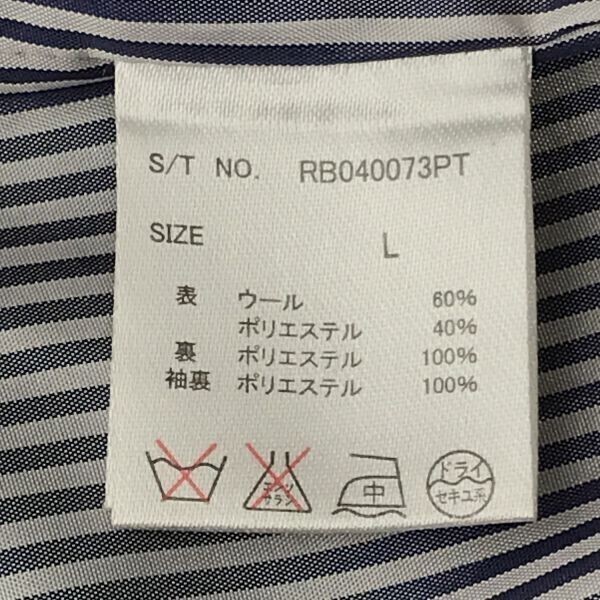 S/T NO. RB040073PT
SIZE L
表 ウール 60%
ポリエステル 40%
裏 ポリエステル 100%
袖裏 ポリエステル 100%
エンソ
サラシ
中
ドライ
セキユ系